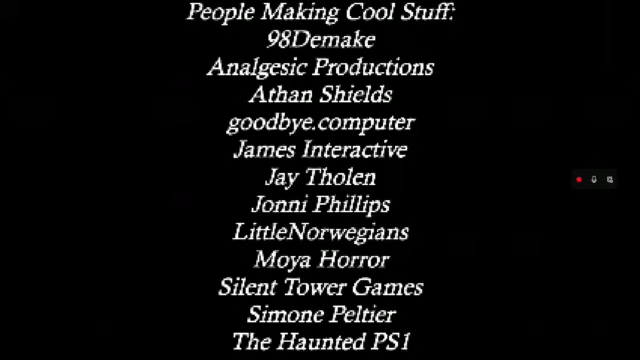 People Making Cool Stuff:
98Demake
Analgesic Productions
Athan Shields
goodbye.computer
James Interactive
Jay Tholen
Jonni Phillips
LittleNorwegians
Moya Horror
Silent Tower Games
Simone Peltier
The Haunted PS1